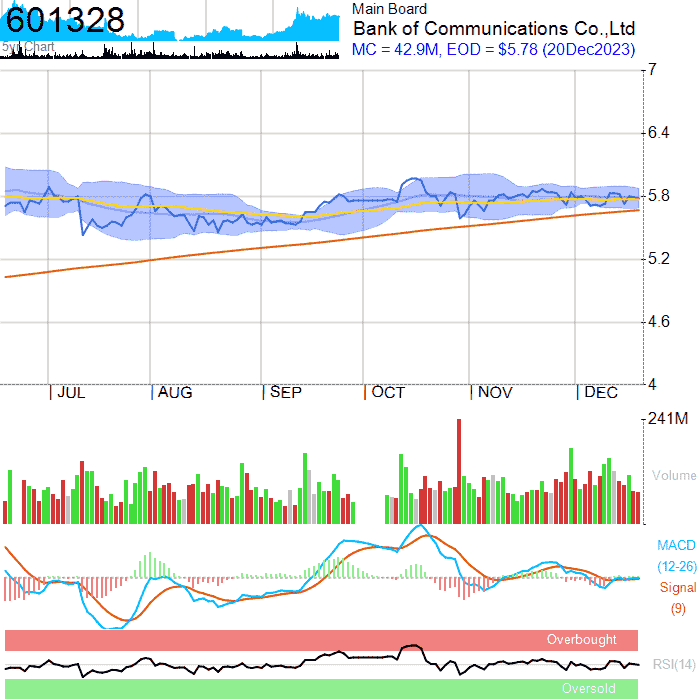 601328
5yr Chart
Main Board
Bank of Communications Co.,Ltd
MC = 42.9M, EOD = $5.78 (20Dec2023)
7
6.4
5.8
5.2
4.6
4
JUL AUG SEP OCT NOV DEC
241M
Volume
MACD
(12-26)
Signal
(9)
Overbought
RSI(14)
Oversold